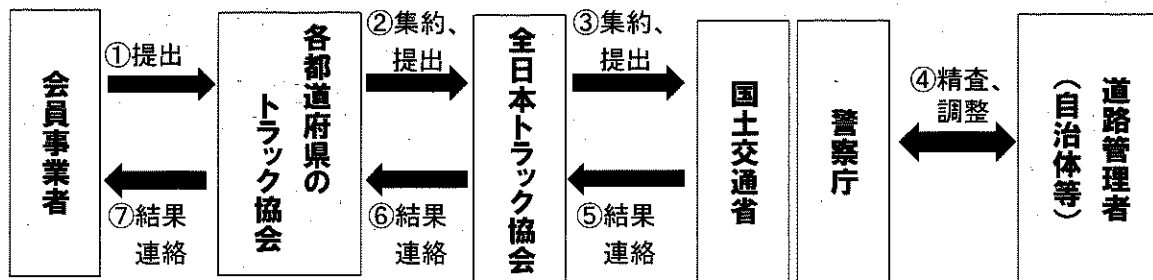 会員事業者
①提出
⑦結果
連絡
各都道府県の
トラック協会
②集約、
提出
⑥結果
連絡
全日本トラック協会
③集約、
提出
⑤結果
連絡
国土交通省
警察庁
④精査、
調整
道路管理者
（自治体等）